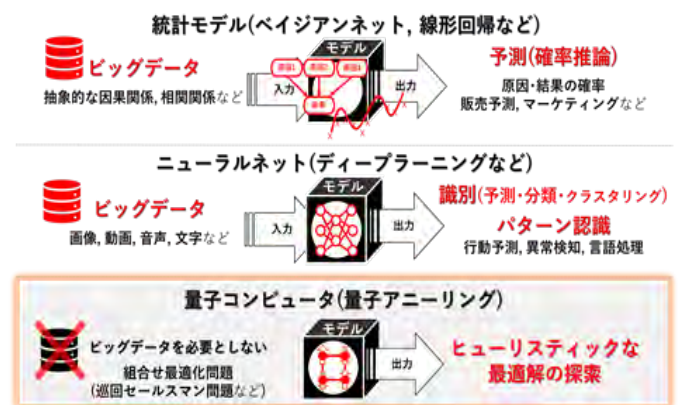 統計モデル(ベイジアンネット, 線形回帰など)
モデル
ビッグデータ
抽象的な因果関係, 相関関係など
入力
原因1
原因2
結果
出力
予測(確率推論)
原因・結果の確率
販売予測, マーケティングなど
ニューラルネット(ディープラーニングなど)
モデル
ビッグデータ
画像, 動画, 音声, 文字など
入力
出力
識別(予測・分類・クラスタリング)
パターン認識
行動予測, 異常検知, 言語処理
量子コンピュータ(量子アニーリング)
モデル
ビッグデータを必要としない
組合せ最適化問題
(巡回セールスマン問題など)
出力
ヒューリスティックな
最適解の探索